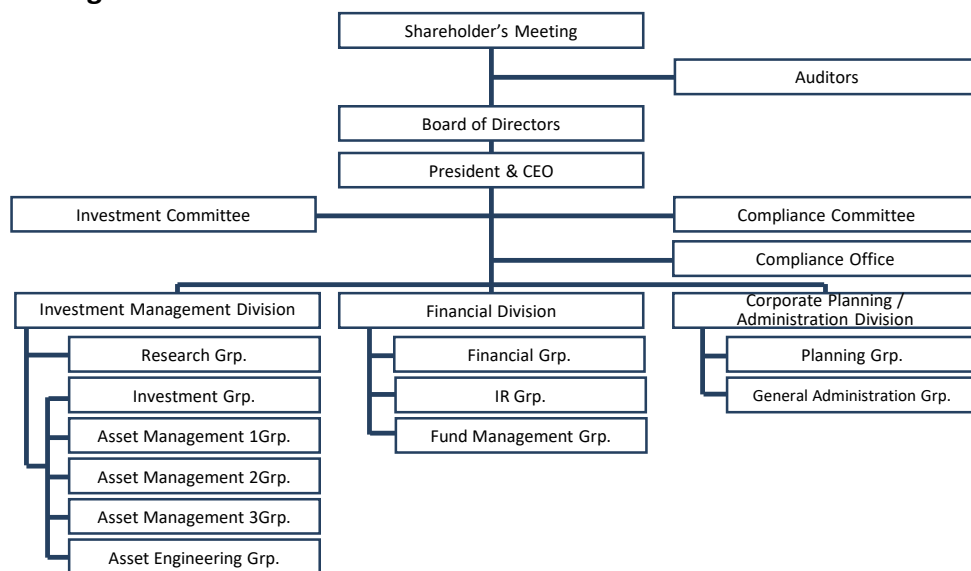 Shareholder's Meeting
Auditors
Board of Directors
President & CEO
Investment Committee
Compliance Committee
Compliance Office
Investment Management Division
Financial Division
Corporate Planning /
Administration Division
Research Grp.
Financial Grp.
Planning Grp.
Investment Grp.
IR Grp.
General Administration Grp.
Asset Management 1Grp.
Fund Management Grp.
Asset Management 2Grp.
Asset Management 3Grp.
Asset Engineering Grp.